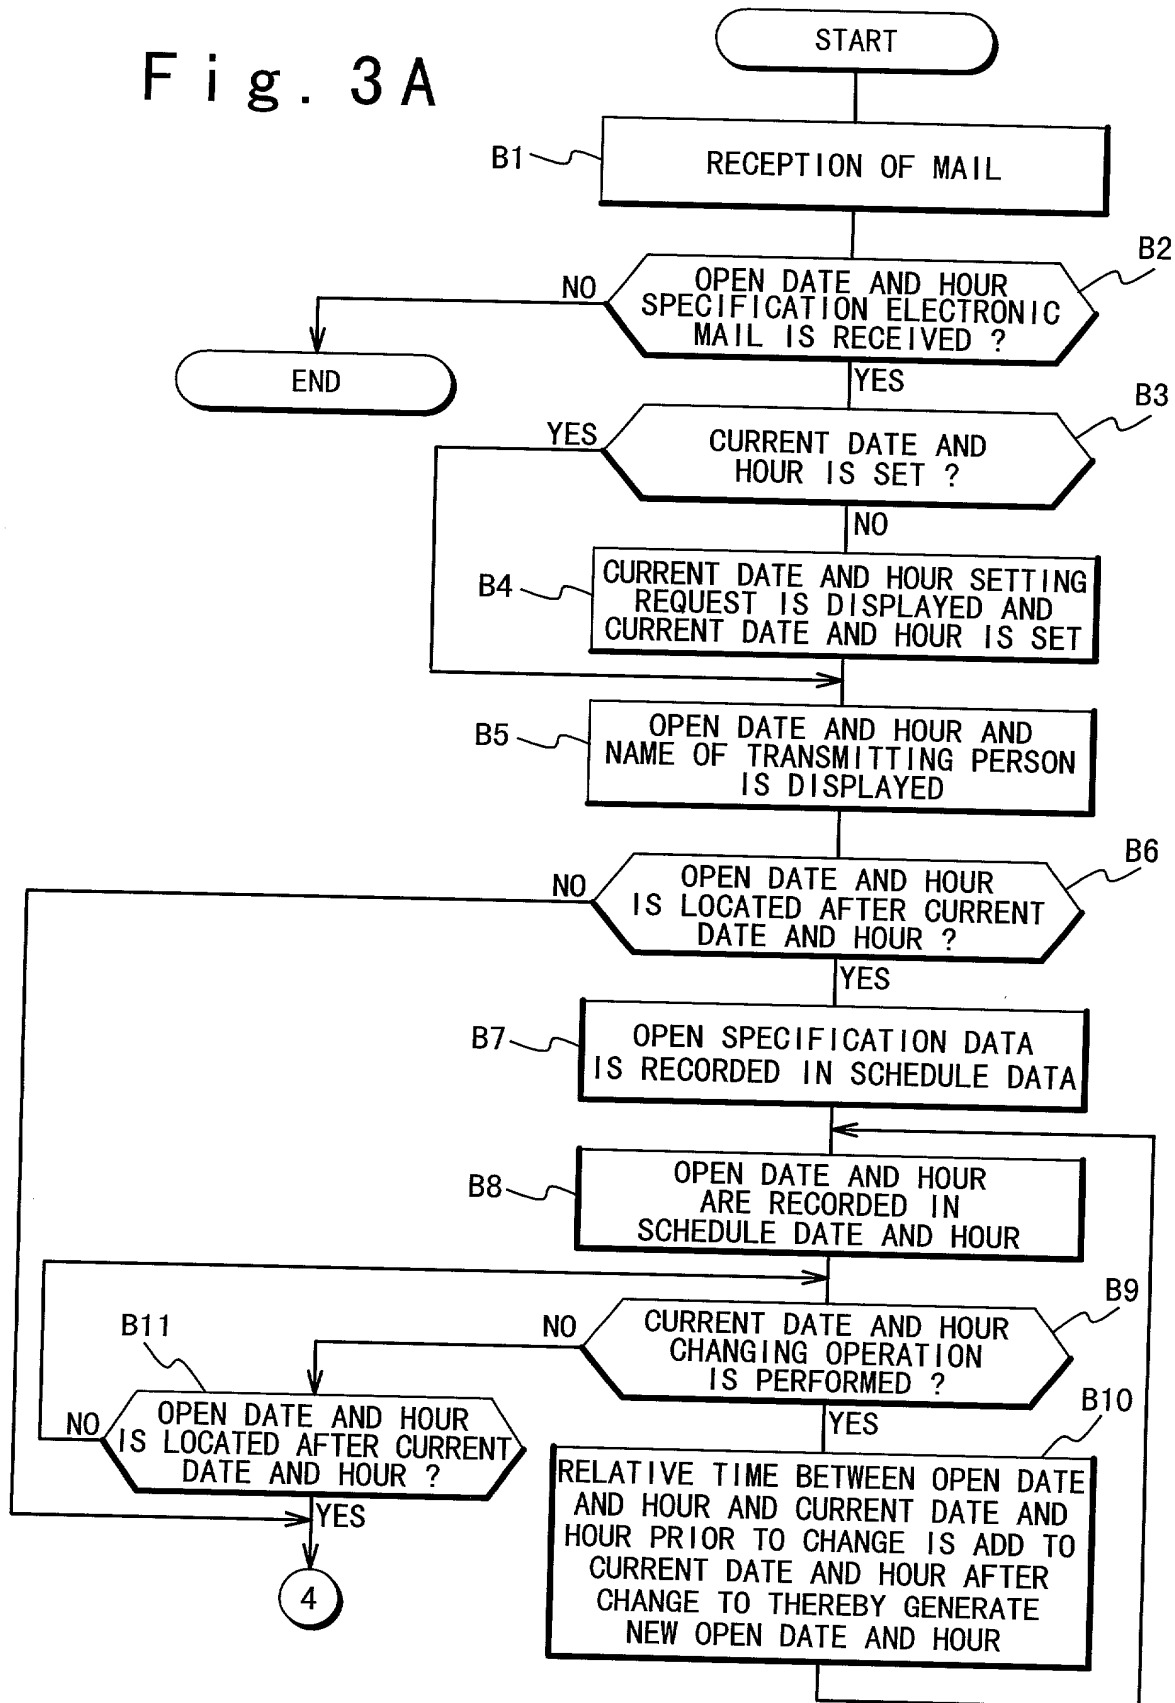 Fig. 3A
START
B1
RECEPTION OF MAIL
B2
OPEN DATE AND HOUR
SPECIFICATION ELECTRONIC
MAIL IS RECEIVED ?
NO
END
YES
B3
CURRENT DATE AND
HOUR IS SET ?
YES
NO
B4
CURRENT DATE AND HOUR SETTING
REQUEST IS DISPLAYED AND
CURRENT DATE AND HOUR IS SET
B5
OPEN DATE AND HOUR AND
NAME OF TRANSMITTING PERSON
IS DISPLAYED
B6
OPEN DATE AND HOUR
IS LOCATED AFTER CURRENT
DATE AND HOUR ?
NO
YES
B7
OPEN SPECIFICATION DATA
IS RECORDED IN SCHEDULE DATA
B8
OPEN DATE AND HOUR
ARE RECORDED IN
SCHEDULE DATE AND HOUR
B9
CURRENT DATE AND HOUR
CHANGING OPERATION
IS PERFORMED ?
NO
YES
B11
OPEN DATE AND HOUR
IS LOCATED AFTER CURRENT
DATE AND HOUR ?
NO
YES
4
B10
RELATIVE TIME BETWEEN OPEN DATE
AND HOUR AND CURRENT DATE AND
HOUR PRIOR TO CHANGE IS ADD TO
CURRENT DATE AND HOUR AFTER
CHANGE TO THEREBY GENERATE
NEW OPEN DATE AND HOUR